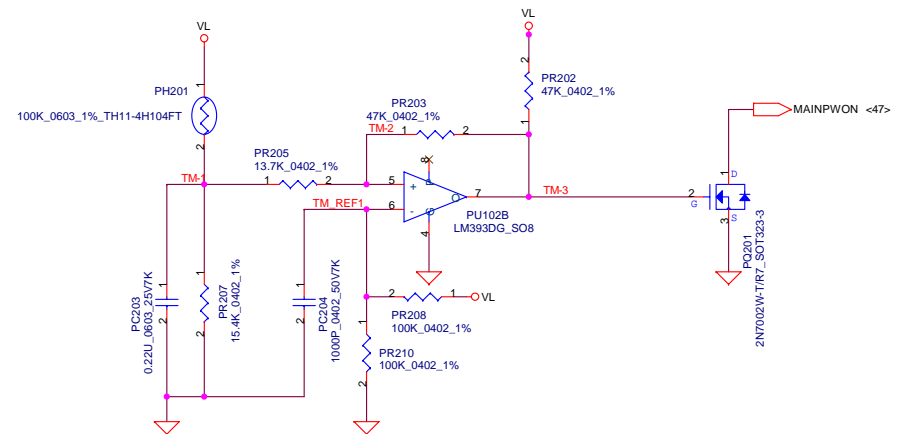 VL
VL
PH201
100K_0603_1%_TH11-4H104FT
1
2
PR202
47K_0402_1%
2
1
PR203
47K_0402_1%
TM-2
1
2
MAINPWON <47>
PR205
13.7K_0402_1%
TM-1
1
2
5
6
+
-
8
P
O
G
4
7
TM-3
PU102B
LM393DG_SO8
TM_REF1
2
G
1
D
S
3
PQ201
2N7002W-T/R7_SOT323-3
PC203
0.22U_0603_25V7K
1
2
PR207
15.4K_0402_1%
1
2
PC204
1000P_0402_50V7K
1
2
2
1
VL
PR208
100K_0402_1%
PR210
100K_0402_1%
1
2